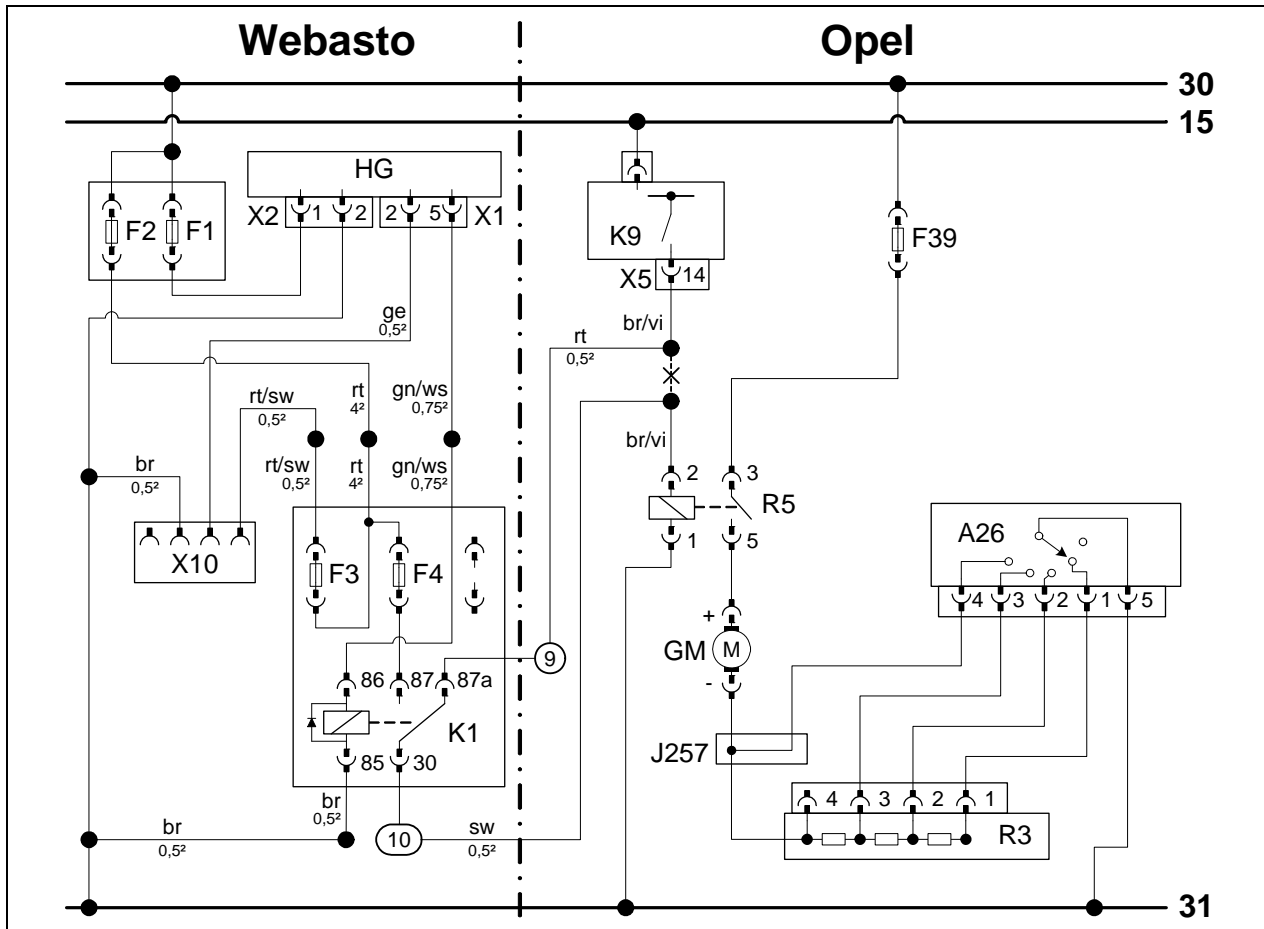 Webasto
Opel
30
15
HG
X2 1 2 2 5 X1
F2 F1
K9
X5 14
F39
ge
0,5²
br/vi
rt
0,5²
rt/sw
0,5²
rt
4²
gn/ws
0,75²
br/vi
br
0,5²
rt/sw
0,5²
rt
4²
gn/ws
0,75²
2 3
R5
1 5
X10
F3 F4
A26
4 3 2 1 5
+
GM M
-
9
86 87 87a
K1
85 30
J257
br
0,5²
4 3 2 1
R3
br
0,5²
10
sw
0,5²
31